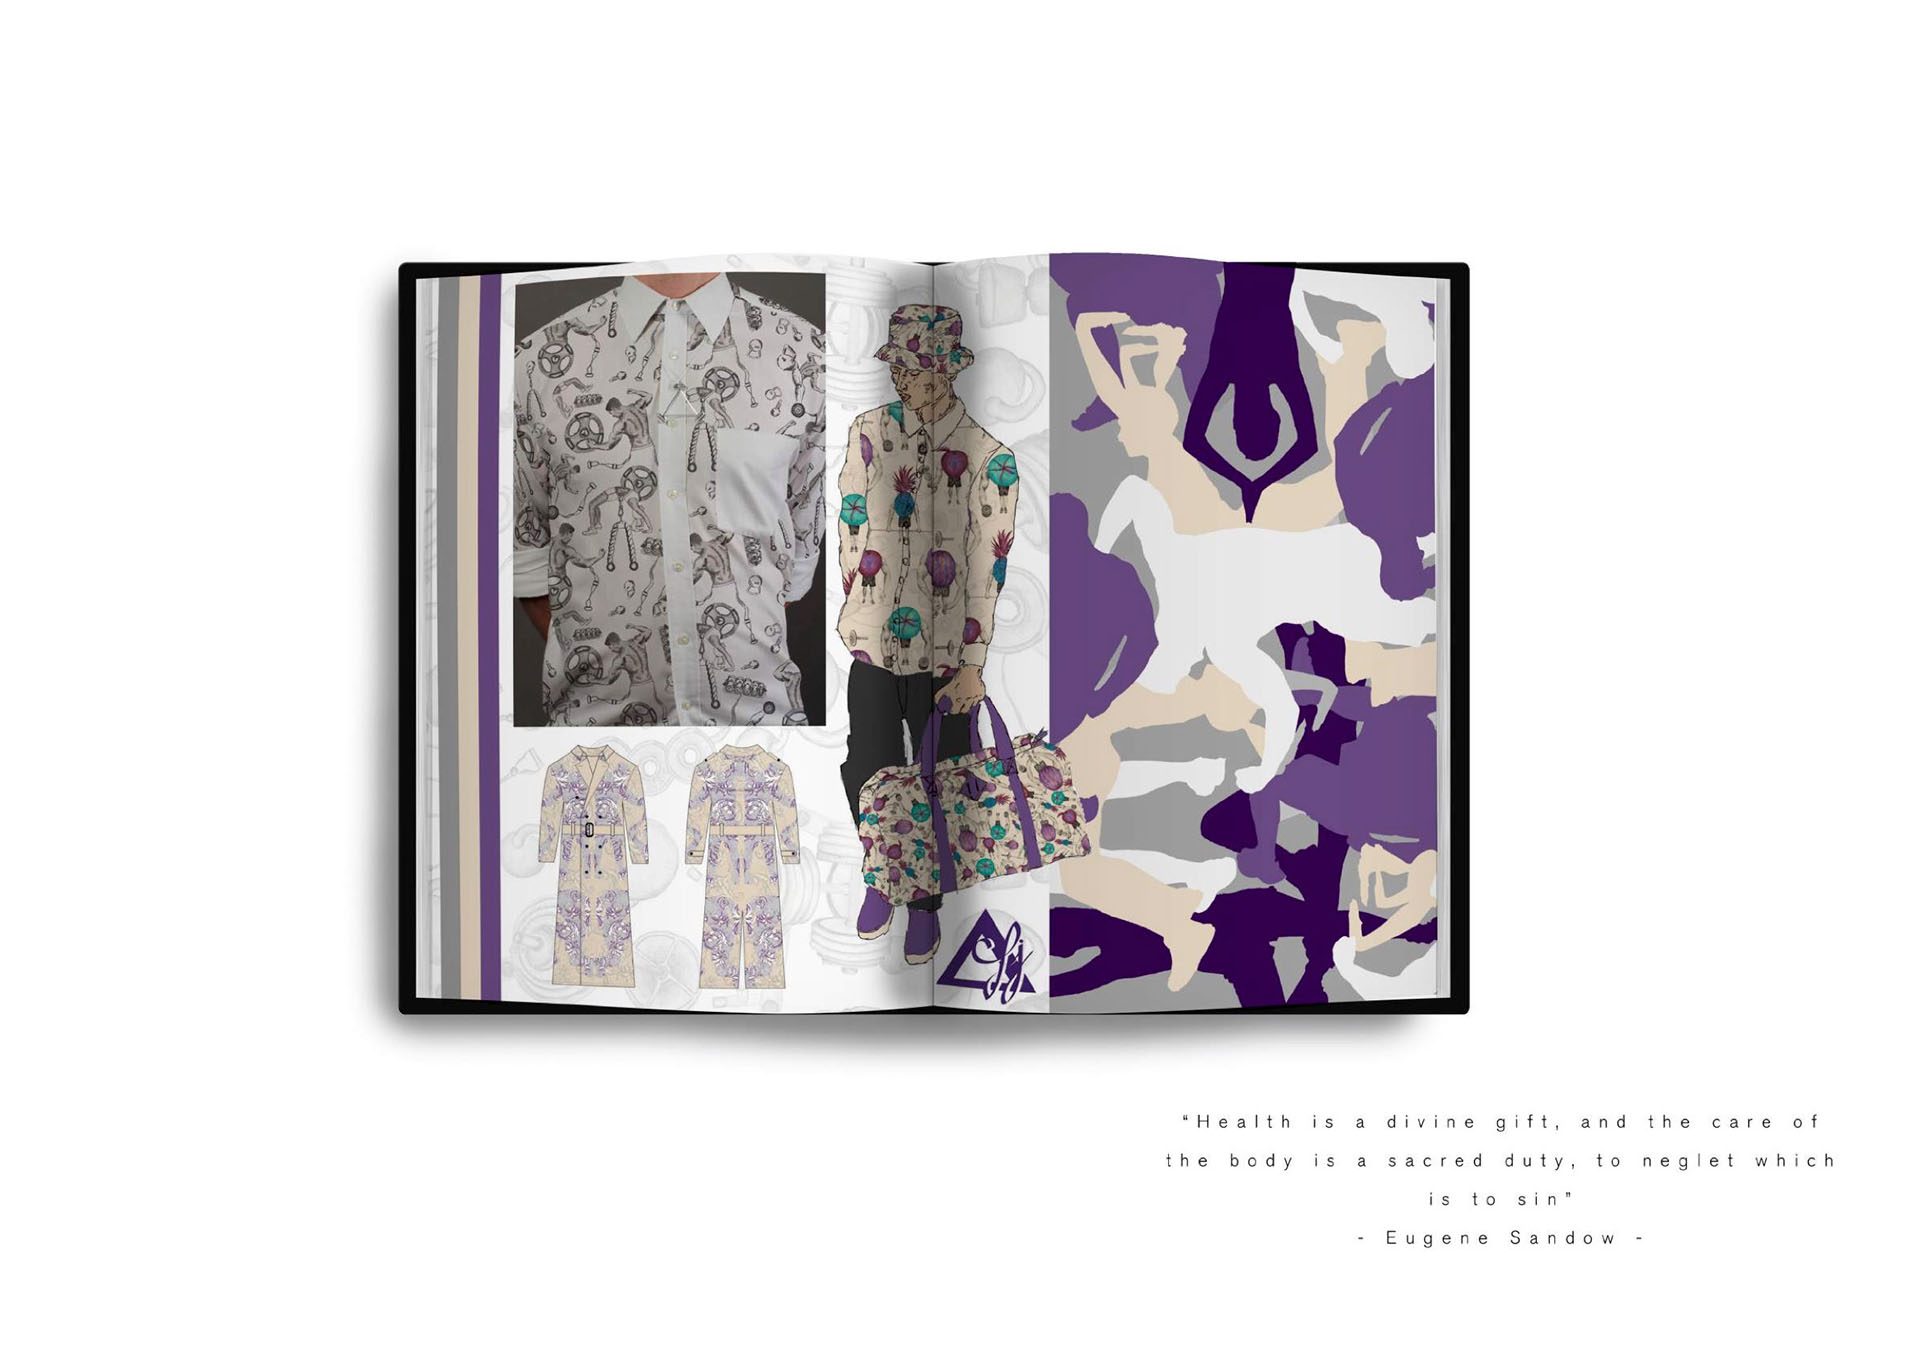 “Health is a divine gift, and the care of
the body is a sacred duty, to neglet which
is to sin”
- Eugene Sandow -